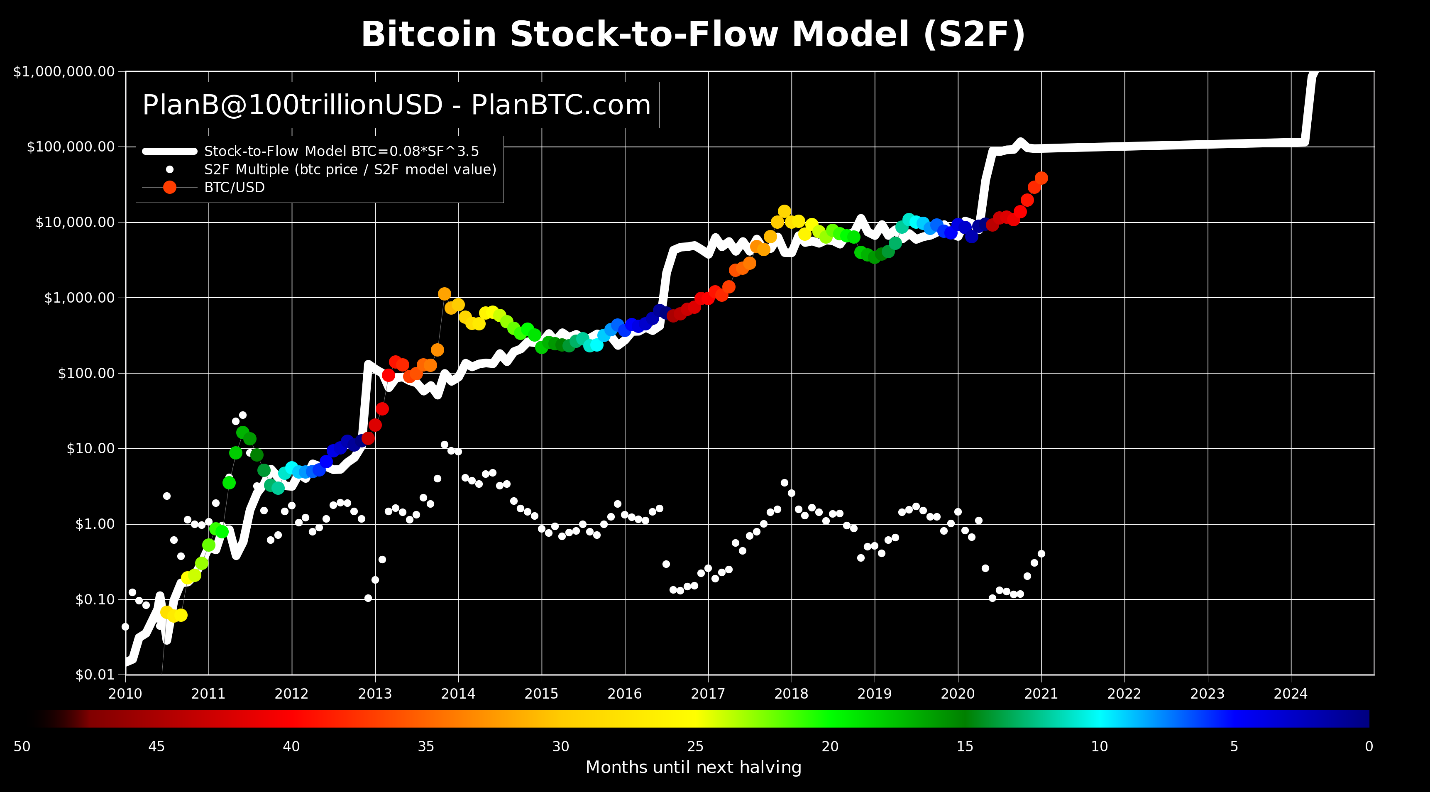 Bitcoin Stock-to-Flow Model (S2F)
$1,000,000.00
PlanB@100trillionUSD - PlanBTC.com
$100,000.00
Stock-to-Flow Model BTC=0.08*SF^3.5
S2F Multiple (btc price / S2F model value)
BTC/USD
$10,000.00
$1,000.00
$100.00
$10.00
$1.00
$0.10
$0.01
2010 2011 2012 2013 2014 2015 2016 2017 2018 2019 2020 2021 2022 2023 2024
50 45 40 35 30 25 20 15 10 5 0
Months until next halving